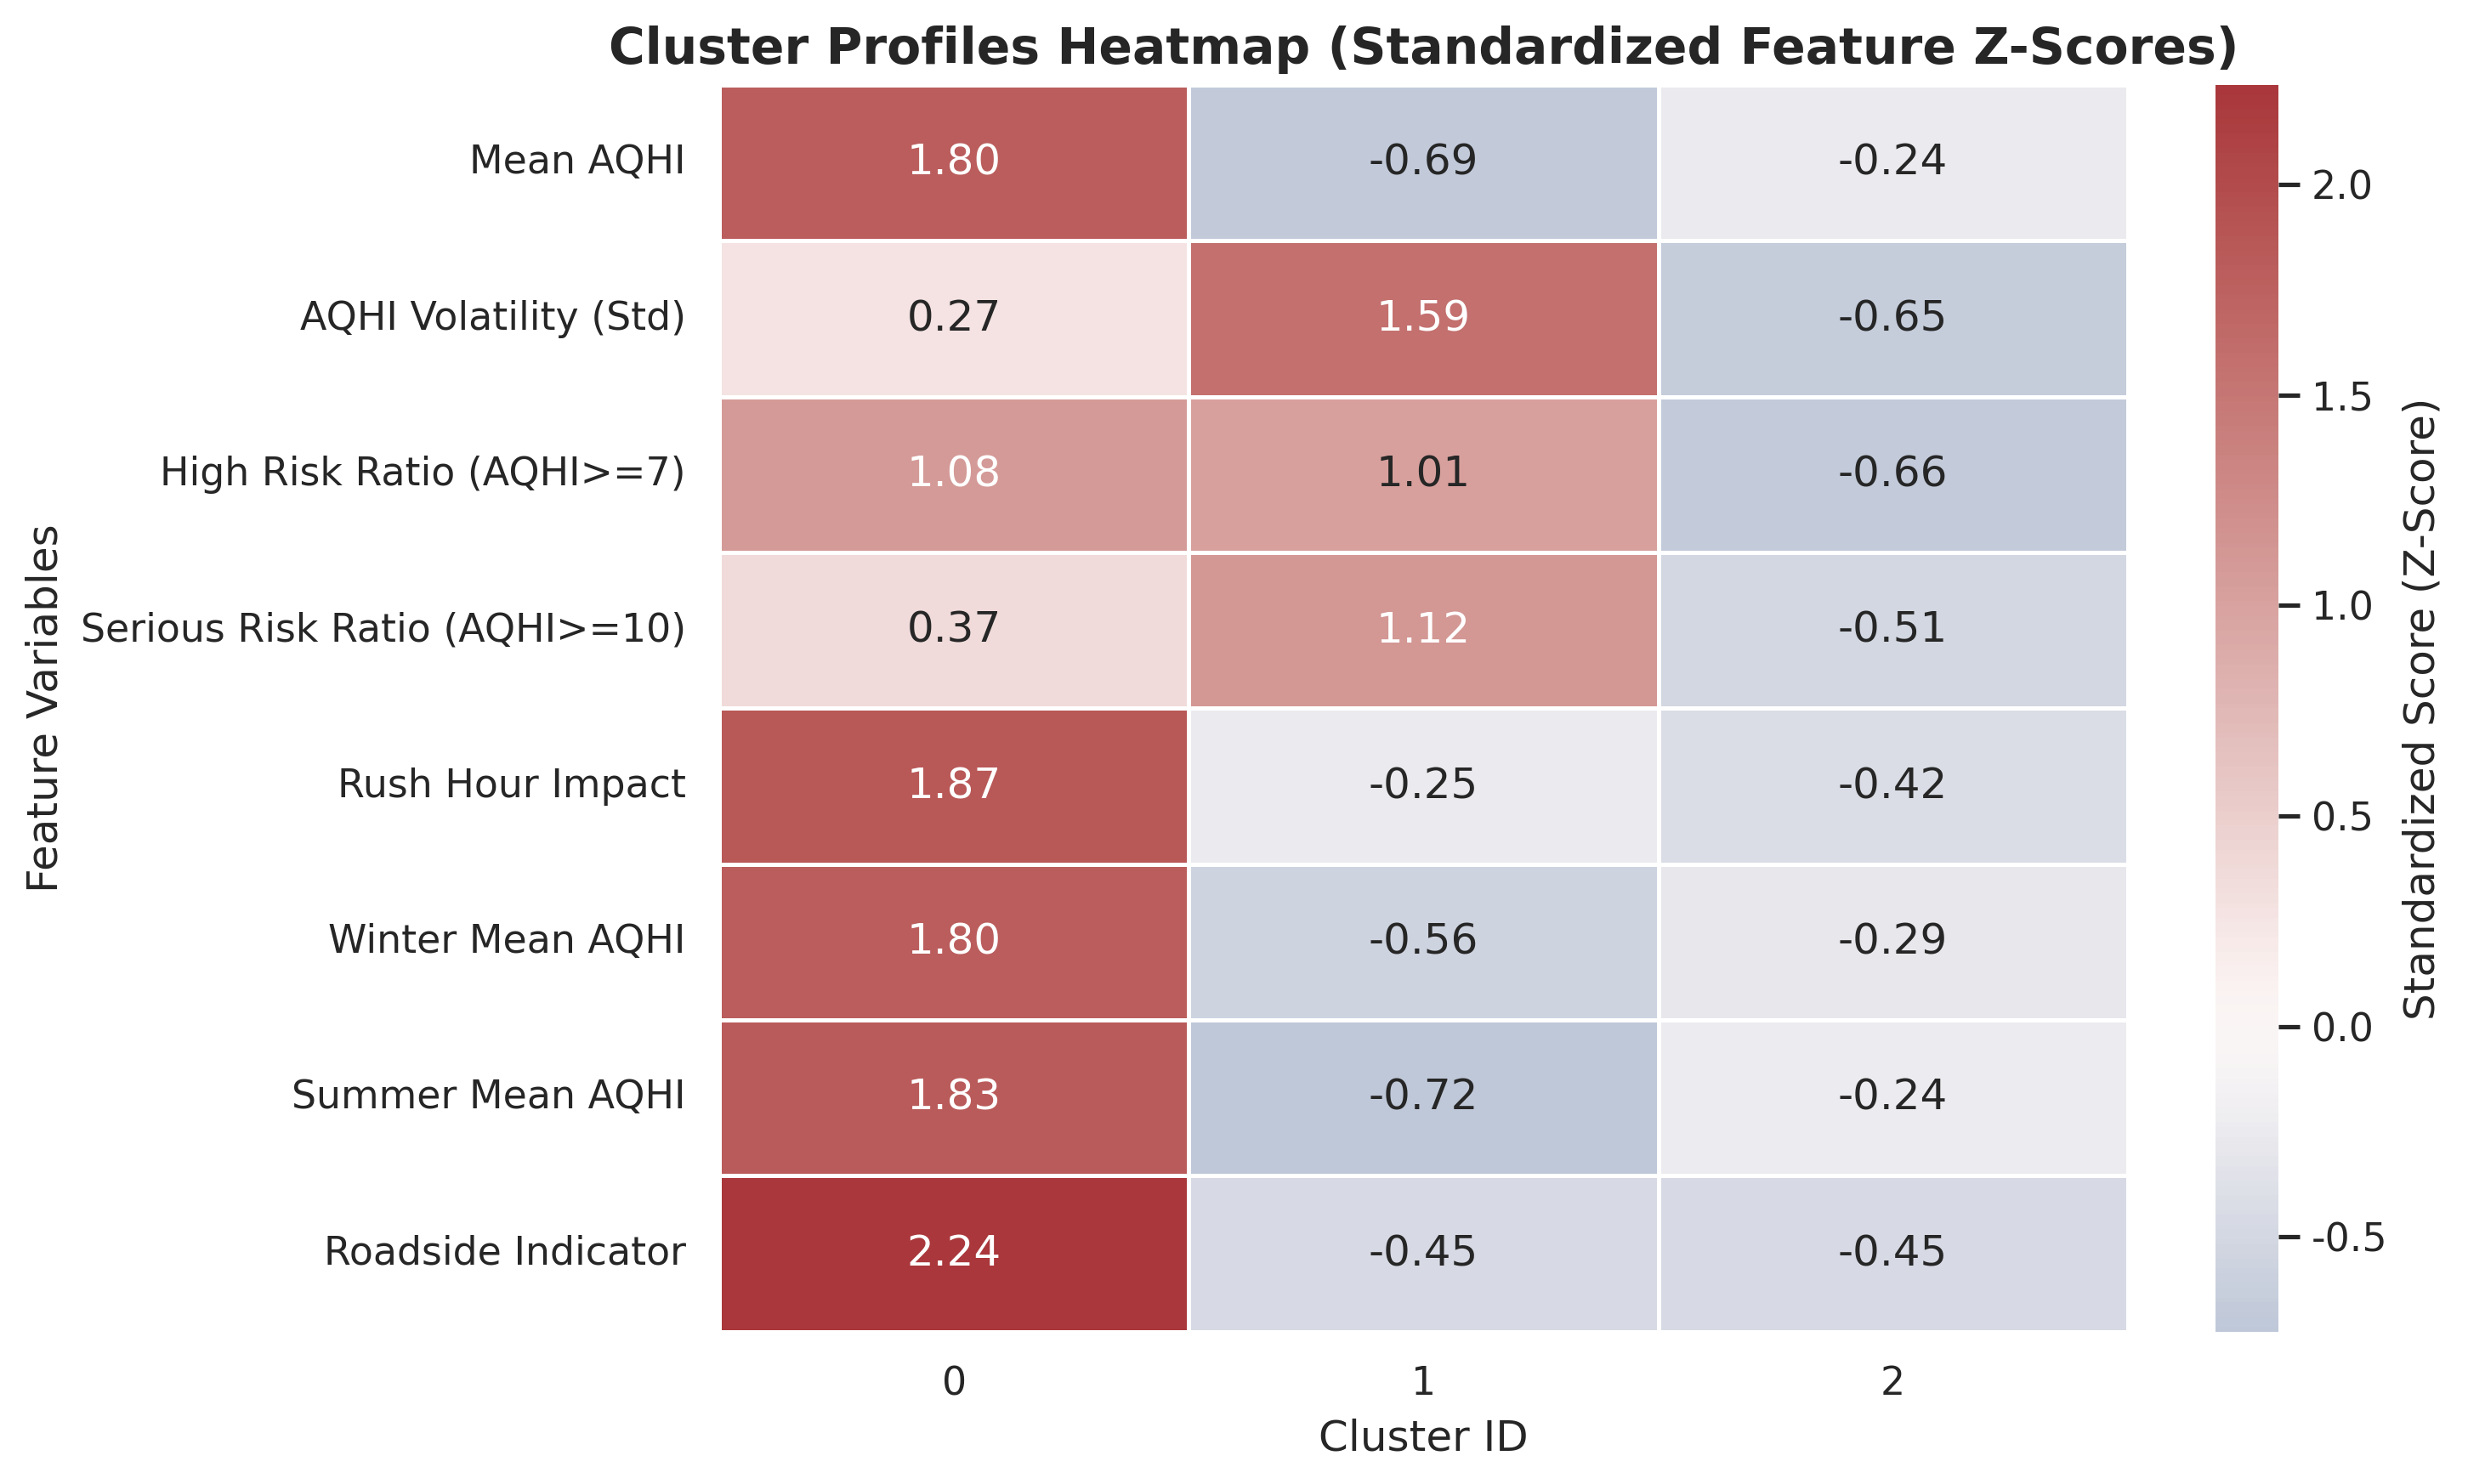 Cluster Profiles Heatmap (Standardized Feature Z-Scores)
Feature Variables
Mean AQHI 1.80 -0.69 -0.24
AQHI Volatility (Std) 0.27 1.59 -0.65
High Risk Ratio (AQHI>=7) 1.08 1.01 -0.66
Serious Risk Ratio (AQHI>=10) 0.37 1.12 -0.51
Rush Hour Impact 1.87 -0.25 -0.42
Winter Mean AQHI 1.80 -0.56 -0.29
Summer Mean AQHI 1.83 -0.72 -0.24
Roadside Indicator 2.24 -0.45 -0.45
0 1 2
Cluster ID
2.0
1.5
1.0
0.5
0.0
-0.5
Standardized Score (Z-Score)